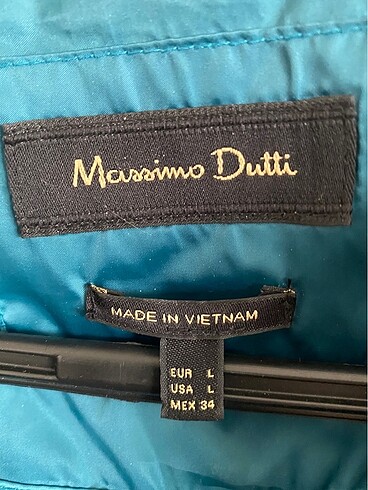 Massimo Dutti
MADE IN VIETNAM
EUR L
USA L
MEX 34